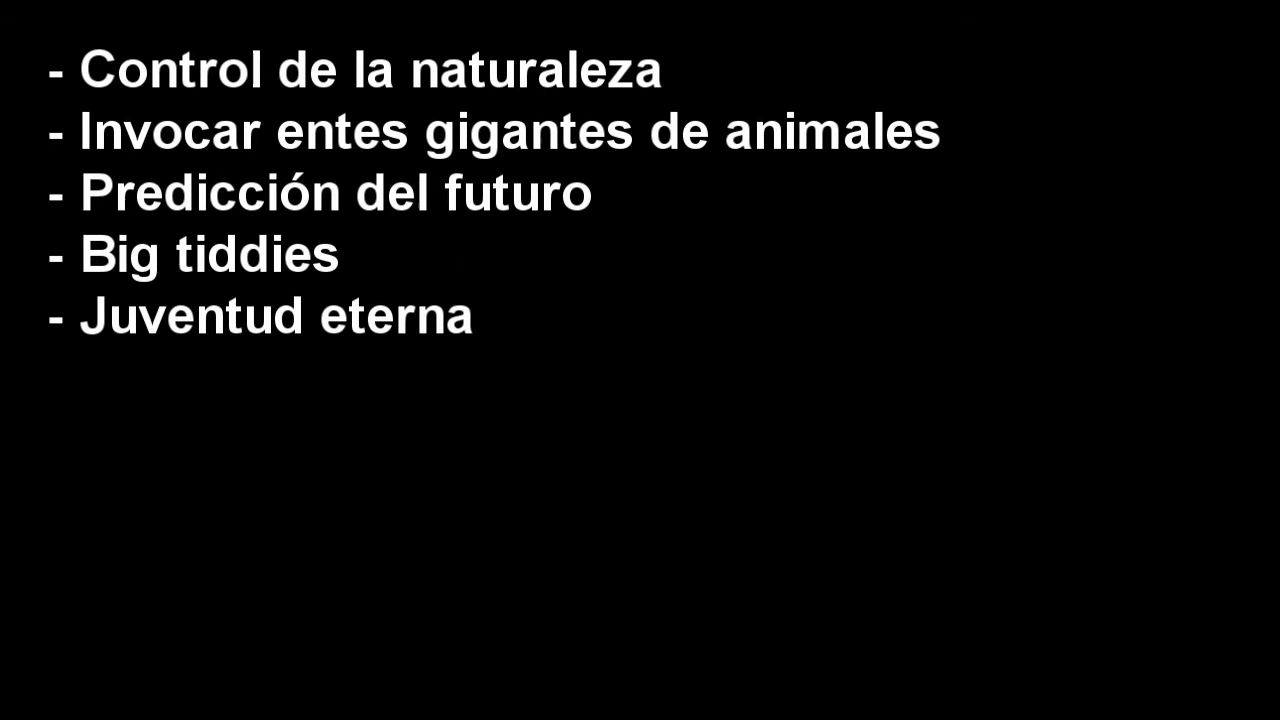 - Control de la naturaleza
- Invocar entes gigantes de animales
- Predicción del futuro
- Big tiddies
- Juventud eterna